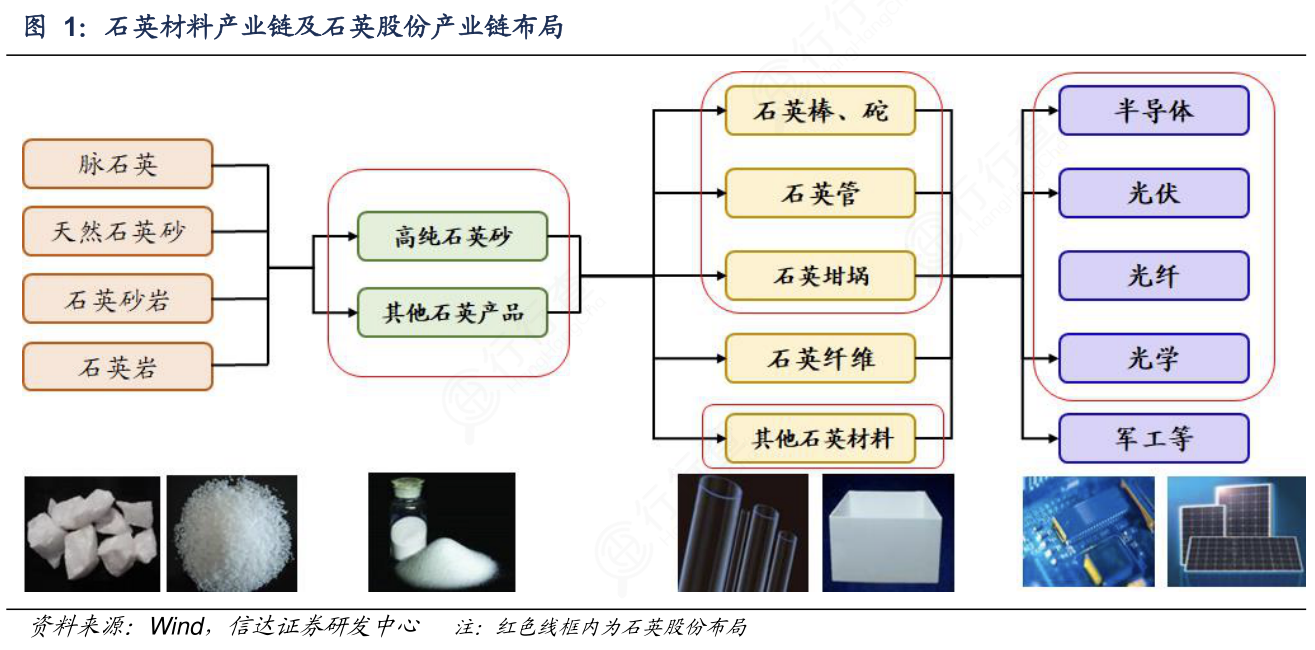 图 1：石英材料产业链及石英股份产业链布局
脉石英
天然石英砂
石英砂岩
石英岩
高纯石英砂
其他石英产品
石英棒、砣
石英管
石英坩埚
石英纤维
其他石英材料
半导体
光伏
光纤
光学
军工等
资料来源：Wind，信达证券研发中心 注：红色线框内为石英股份布局